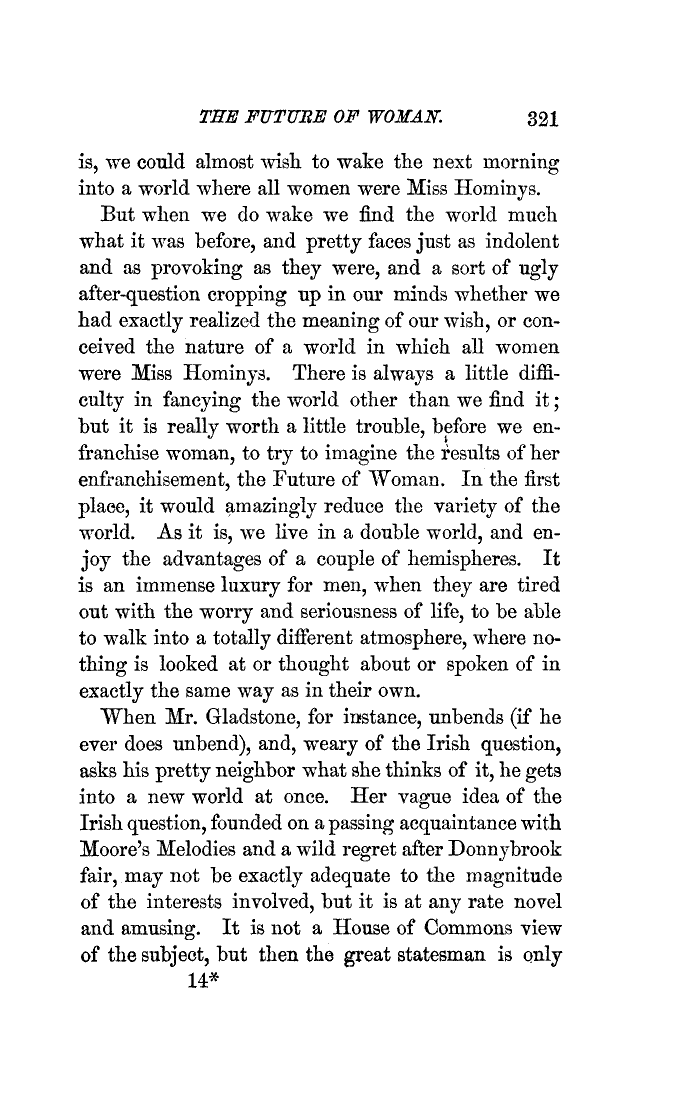 THE FUTURE OF WOMAN. 321
is, we could almost wish to wake the next morning
into a world where all women were Miss Hominys.
But when we do wake we find the world much
what it was before, and pretty faces just as indolent
and as provoking as they were, and a sort of ugly
after-question cropping up in our minds whether we
had exactly realized the meaning of our wish, or con-
ceived the nature of a world in which all women
were Miss Hominys. There is always a little diffi-
culty in fancying the world other than we find it;
but it is really worth a little trouble, before we en-
franchise woman, to try to imagine the results of her
enfranchisement, the Future of Woman. In the first
place, it would amazingly reduce the variety of the
world. As it is, we live in a double world, and en-
joy the advantages of a couple of hemispheres. It
is an immense luxury for men, when they are tired
out with the worry and seriousness of life, to be able
to walk into a totally different atmosphere, where no-
thing is looked at or thought about or spoken of in
exactly the same way as in their own.
When Mr. Gladstone, for instance, unbends (if he
ever does unbend), and, weary of the Irish question,
asks his pretty neighbor what she thinks of it, he gets
into a new world at once. Her vague idea of the
Irish question, founded on a passing acquaintance with
Moore's Melodies and a wild regret after Donnybrook
fair, may not be exactly adequate to the magnitude
of the interests involved, but it is at any rate novel
and amusing. It is not a House of Commons view
of the subject, but then the great statesman is only
14*